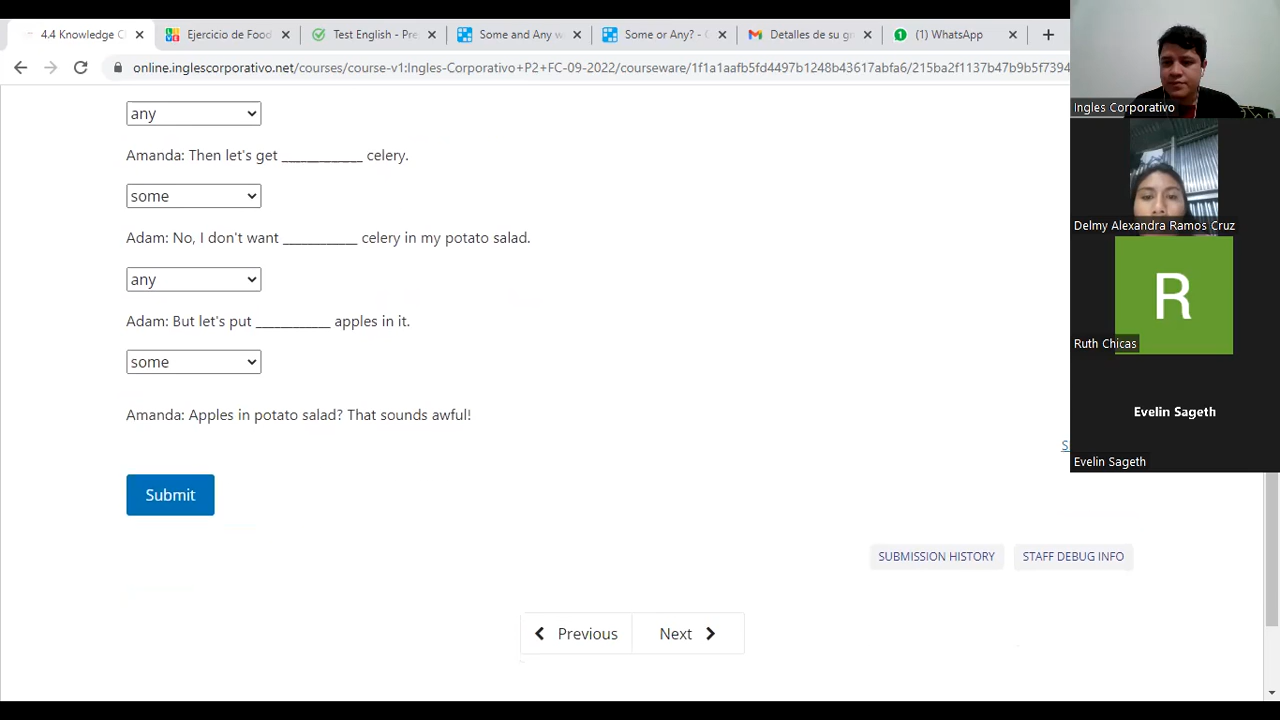 4.4 Knowledge C
Ejercicio de Food
Test English - Pre
Some and Any w
Some or Any? - G
Detalles de su gr
(1) WhatsApp
online.inglescorporativo.net/courses/course-v1:Ingles-Corporativo+P2+FC-09-2022/courseware/1f1a1aafb5fd4497b1248b43617abfa6/215ba2f1137b47b9b5f7394
any
Amanda: Then let's get ____________ celery.
some
Adam: No, I don't want ___________ celery in my potato salad.
any
Adam: But let's put ___________ apples in it.
some
Amanda: Apples in potato salad? That sounds awful!
S
Submit
SUBMISSION HISTORY
STAFF DEBUG INFO
Previous
Next
Ingles Corporativo
Delmy Alexandra Ramos Cruz
R
Ruth Chicas
Evelin Sageth
Evelin Sageth